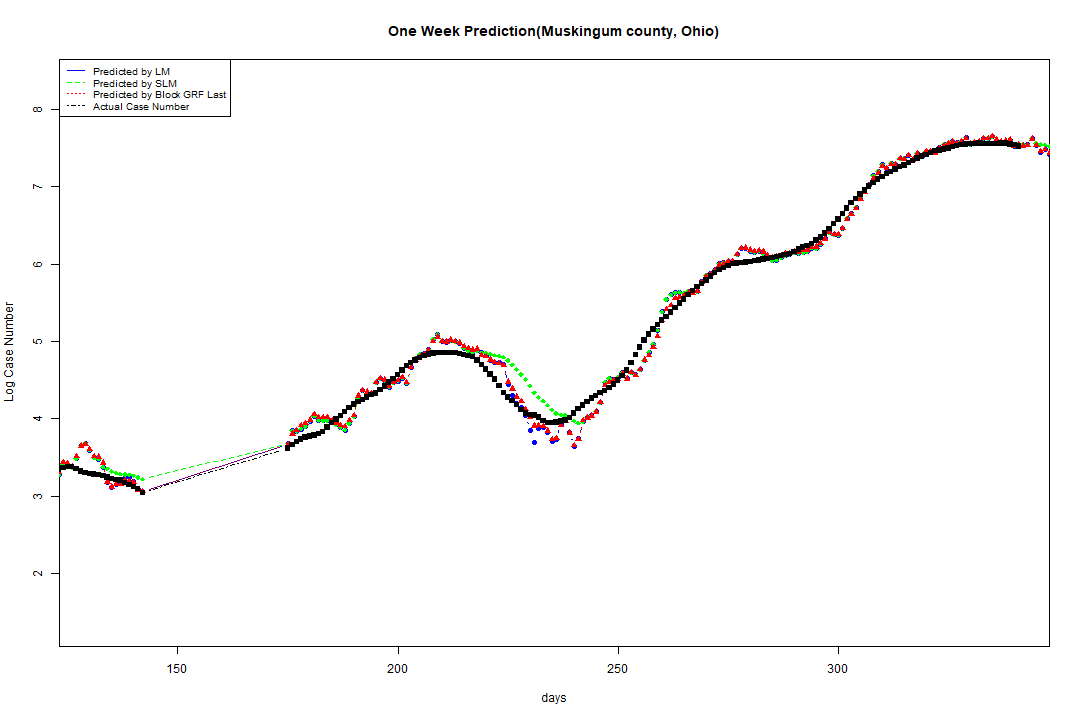 One Week Prediction(Muskingum county, Ohio)
Predicted by LM
Predicted by SLM
Predicted by Block GRF Last
Actual Case Number
8
7
6
5
4
3
2
Log Case Number
150 200 250 300
days